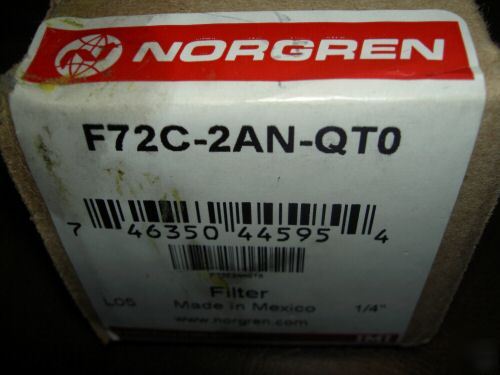 NORGREN
F72C-2AN-QT0
7 46350 44595 4
Filter
LOS Made in Mexico 1/4"
www.norgren.com
IMI